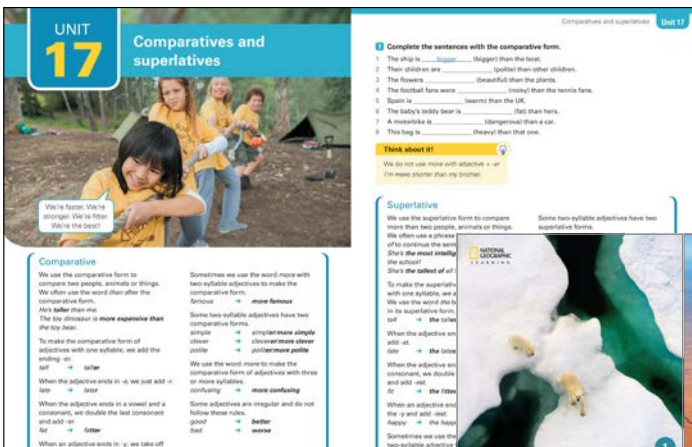 UNIT
17
Comparatives and
superlatives
We're faster. We're
stronger. We're fitter.
We're the best!
Comparative
We use the comparative form to
compare two people, animals or things.
We often use the word than after the
comparative form.
He's taller than me.
The toy dinosaur is more expensive than
the toy bear.
To make the comparative form of
adjectives with one syllable, we add the
ending -er.
tall → taller
When the adjective ends in -e, we just add -r.
late → later
When the adjective ends in a vowel and a
consonant, we double the last consonant
and add -er.
fat → fatter
When an adjective ends in -y, we take off
Sometimes we use the word more with
two-syllable adjectives to make the
comparative form.
famous → more famous
Some two-syllable adjectives have two
comparative forms.
simple → simpler/more simple
clever → cleverer/more clever
polite → politer/more polite
We use the word more to make the
comparative form of adjectives with three
or more syllables.
confusing → more confusing
Some adjectives are irregular and do not
follow these rules.
good → better
bad → worse
Comparatives and superlatives Unit 17
1 Complete the sentences with the comparative form.
1 The ship is bigger (bigger) than the boat.
2 Their children are (polite) than other children.
3 The flowers (beautiful) than the plants.
4 The football fans were (noisy) than the tennis fans.
5 Spain is (warm) than the UK.
6 The baby's teddy bear is (fat) than hers.
7 A motorbike is (dangerous) than a car.
8 This bag is (heavy) than that one.
Think about it!
We do not use more with adjective + -er
I'm more shorter than my brother.
Superlative
We use the superlative form to compare
more than two people, animals or things.
We often use a phrase
of to continue the sent
She's the most intellig
the school!
She's the tallest of all
To make the superlative
with one syllable, we a
We use the word the b
in its superlative form.
tall → the talles
When the adjective en
add -st.
late → the lates
When the adjective en
consonant, we double
and add -est.
fit → the fittes
When an adjective end
the -y and add -iest.
happy → the happ
Sometimes we use the
two-syllable adjective
Some two-syllable adjectives have two
superlative forms.
NATIONAL
GEOGRAPHIC
LEARNING
1